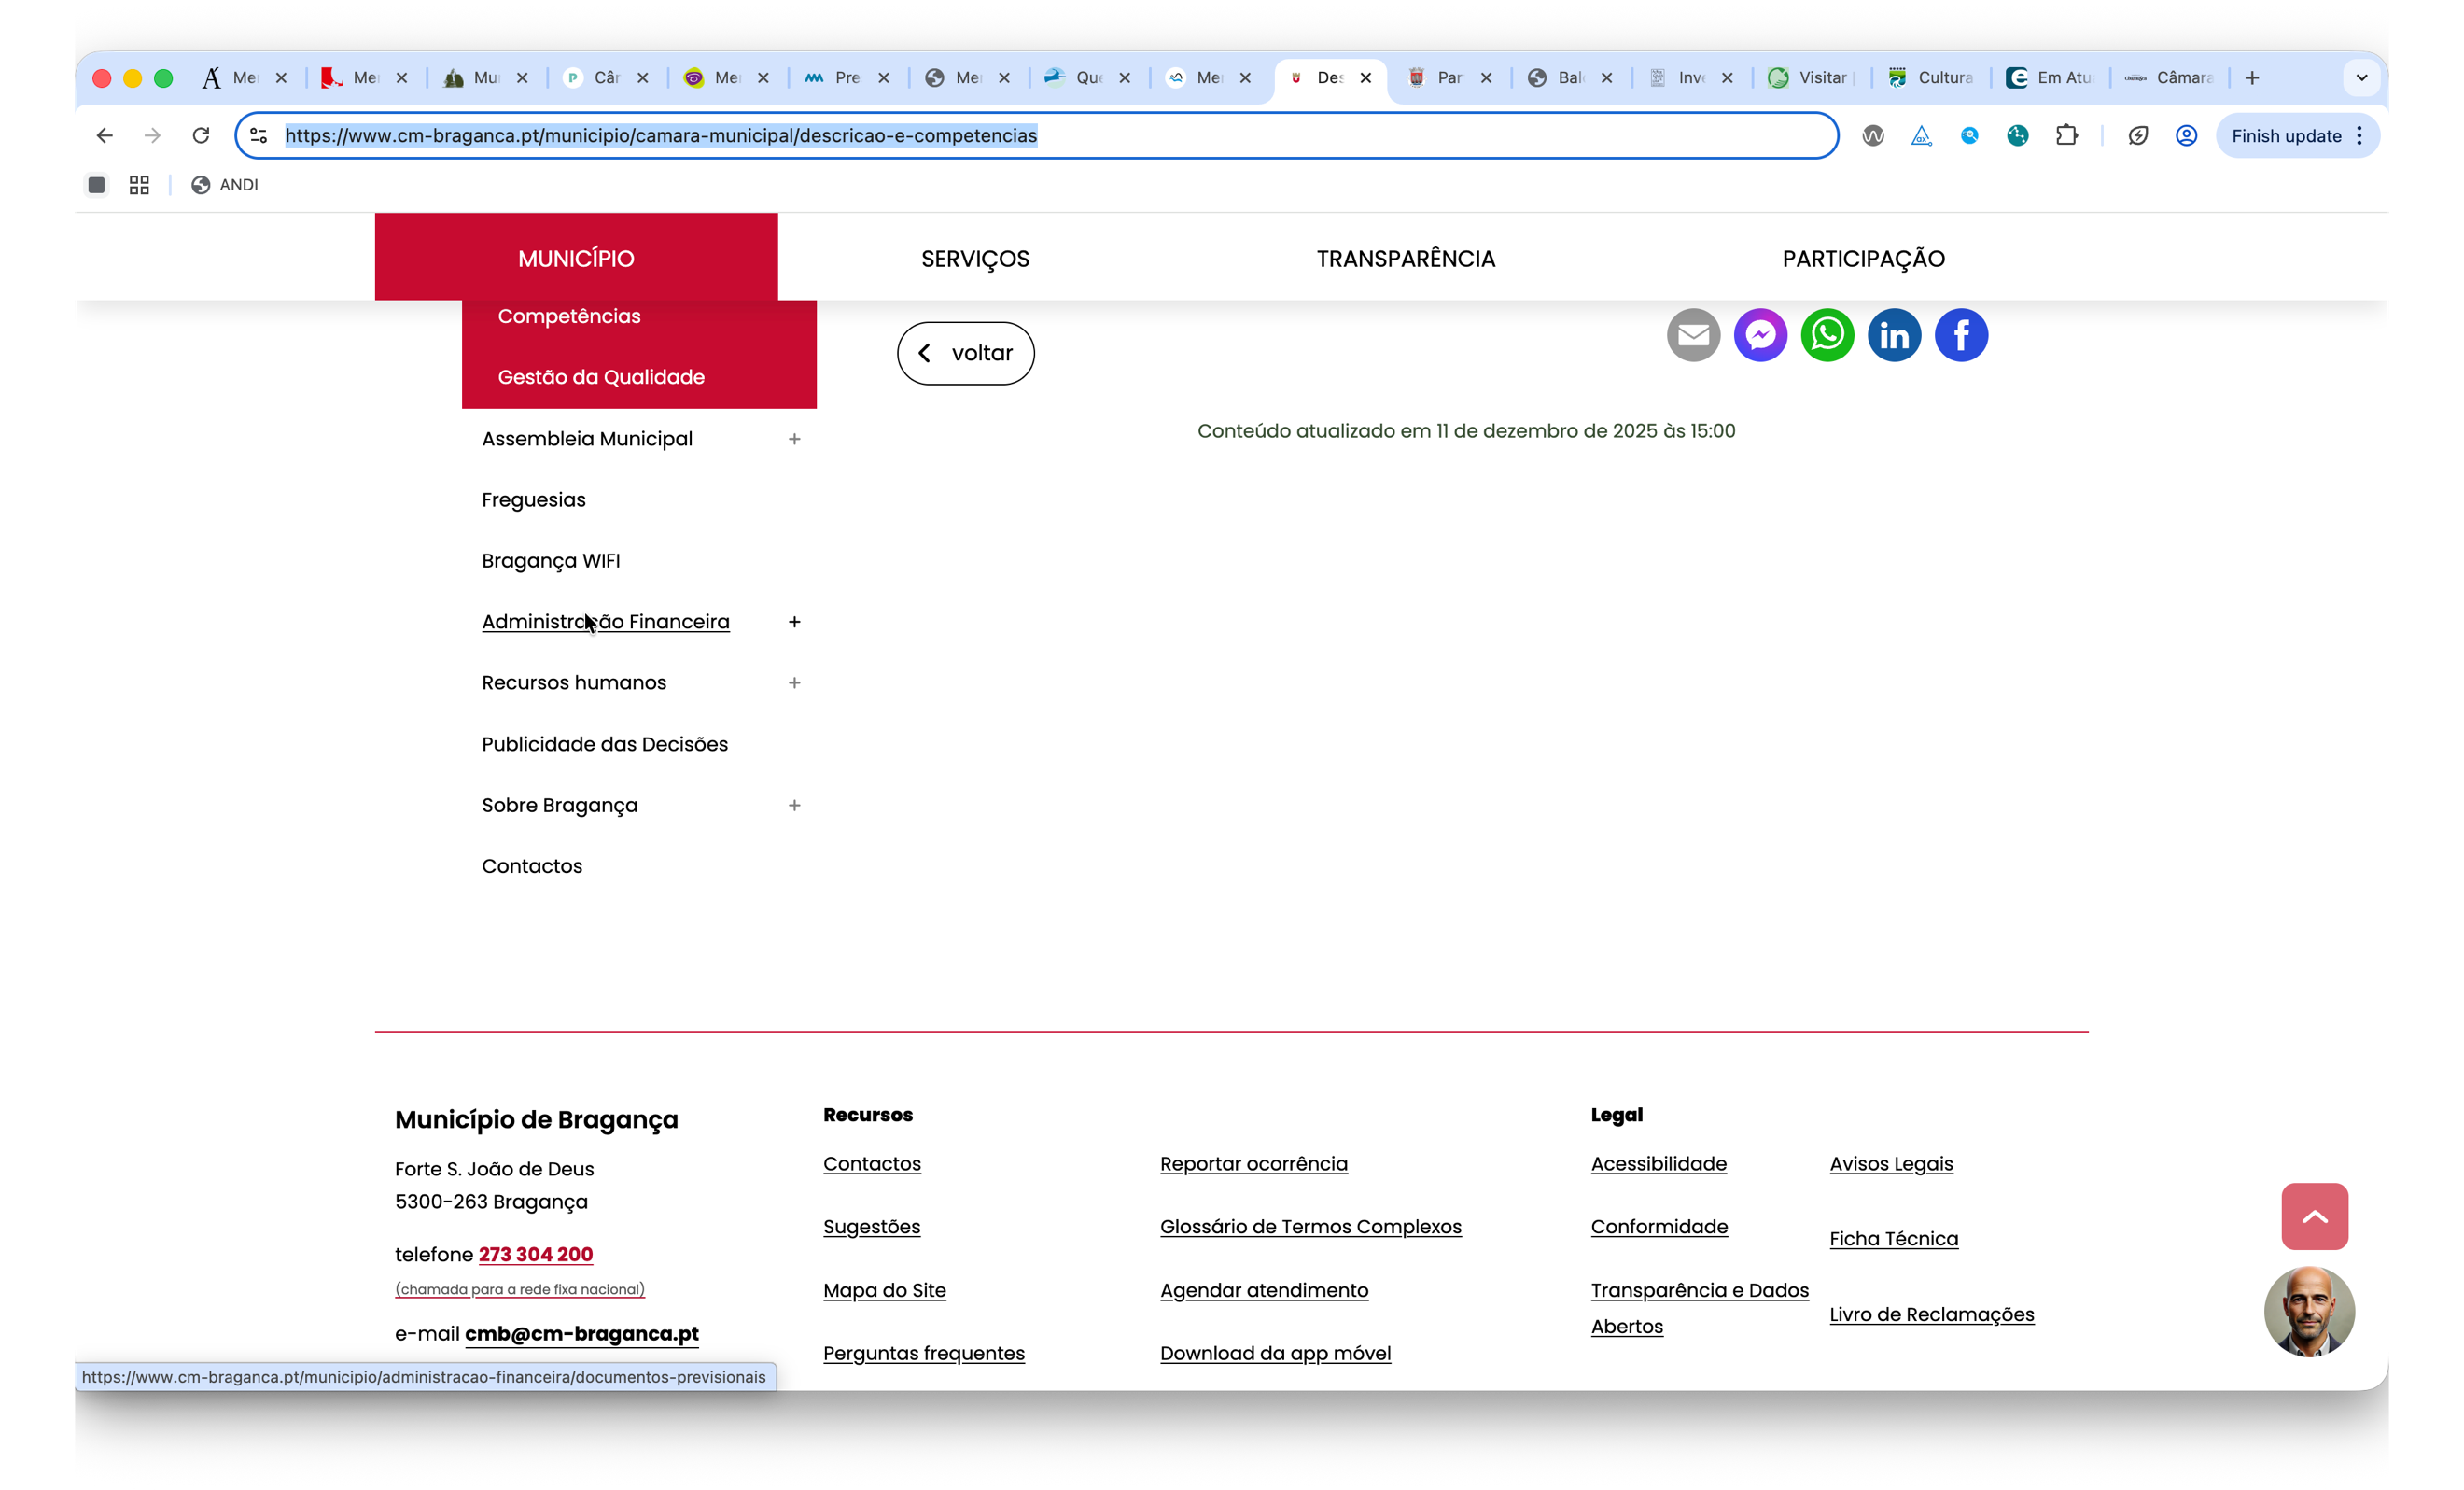 Me
Me
Mu
Câr
Me
Pre
Me
Que
Me
Des
Par
Bal
Inve
Visitar
Cultura
Em Atu
Câmara
https://www.cm-braganca.pt/municipio/camara-municipal/descricao-e-competencias
Finish update
ANDI
MUNICÍPIO
SERVIÇOS
TRANSPARÊNCIA
PARTICIPAÇÃO
Competências
Gestão da Qualidade
voltar
Conteúdo atualizado em 11 de dezembro de 2025 às 15:00
Assembleia Municipal +
Freguesias
Bragança WIFI
Administração Financeira +
Recursos humanos +
Publicidade das Decisões
Sobre Bragança +
Contactos
Município de Bragança
Forte S. João de Deus
5300-263 Bragança
telefone 273 304 200
(chamada para a rede fixa nacional)
e-mail cmb@cm-braganca.pt
Recursos
Contactos
Sugestões
Mapa do Site
Perguntas frequentes
Reportar ocorrência
Glossário de Termos Complexos
Agendar atendimento
Download da app móvel
Legal
Acessibilidade
Conformidade
Transparência e Dados
Abertos
Avisos Legais
Ficha Técnica
Livro de Reclamações
https://www.cm-braganca.pt/municipio/administracao-financeira/documentos-previsionais